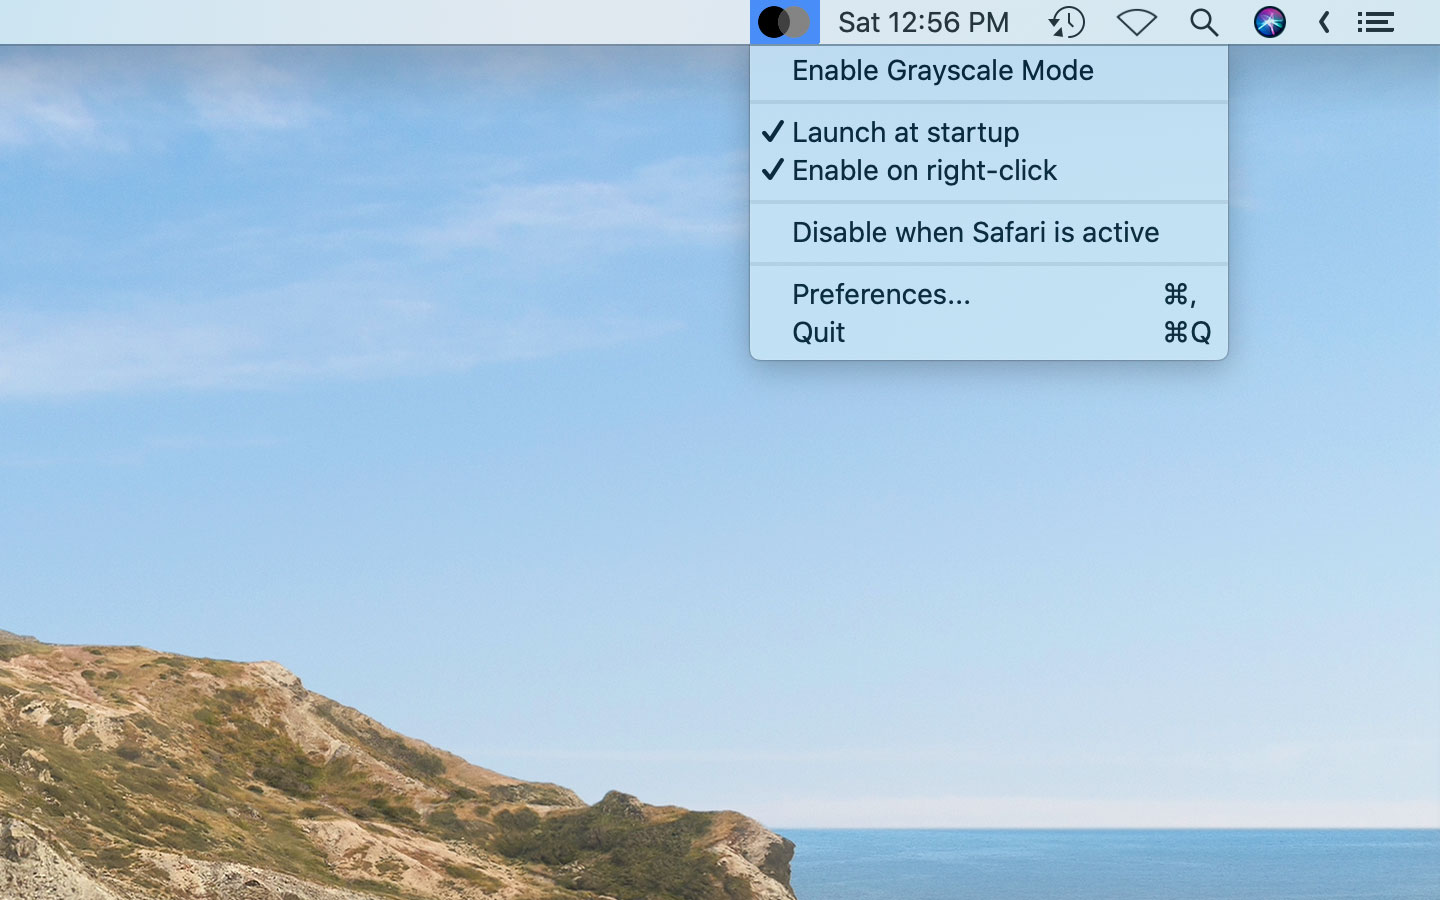 Sat 12:56 PM
Enable Grayscale Mode
✓ Launch at startup
✓ Enable on right-click
Disable when Safari is active
Preferences... ⌘,
Quit ⌘Q